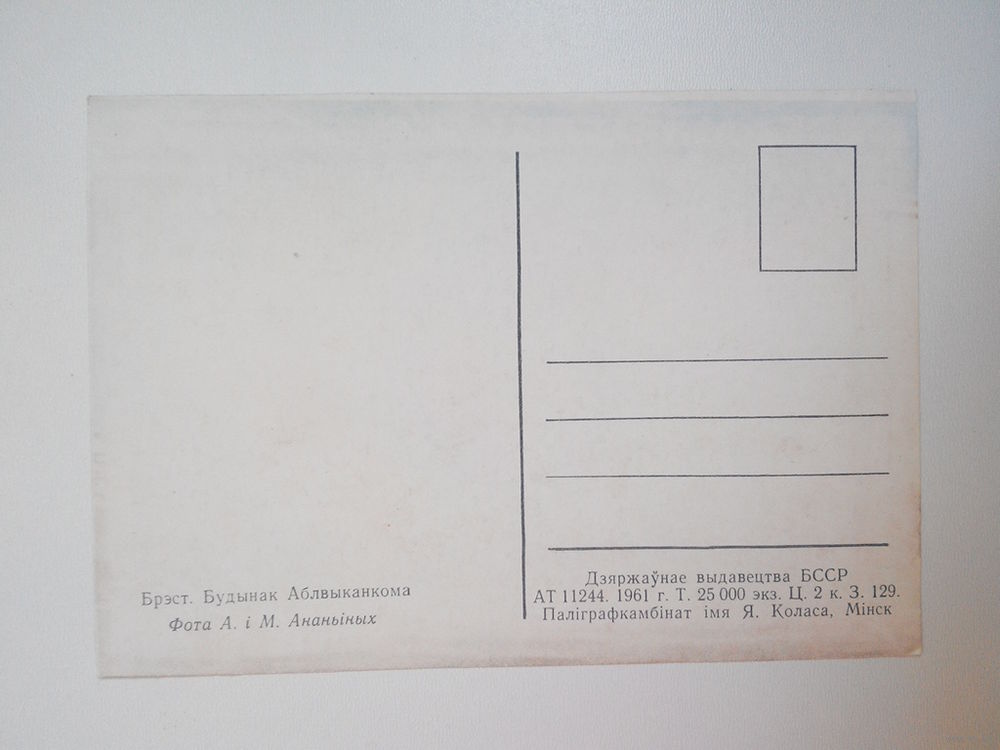 Брэст. Будынак Аблвыканкома
Фота А. і М. Ананьіных
Дзяржаўнае выдавецтва БССР
АТ 11244. 1961 г. Т. 25 000 экз. Ц. 2 к. З. 129.
Паліграфкамбінат імя Я. Коласа, Мінск